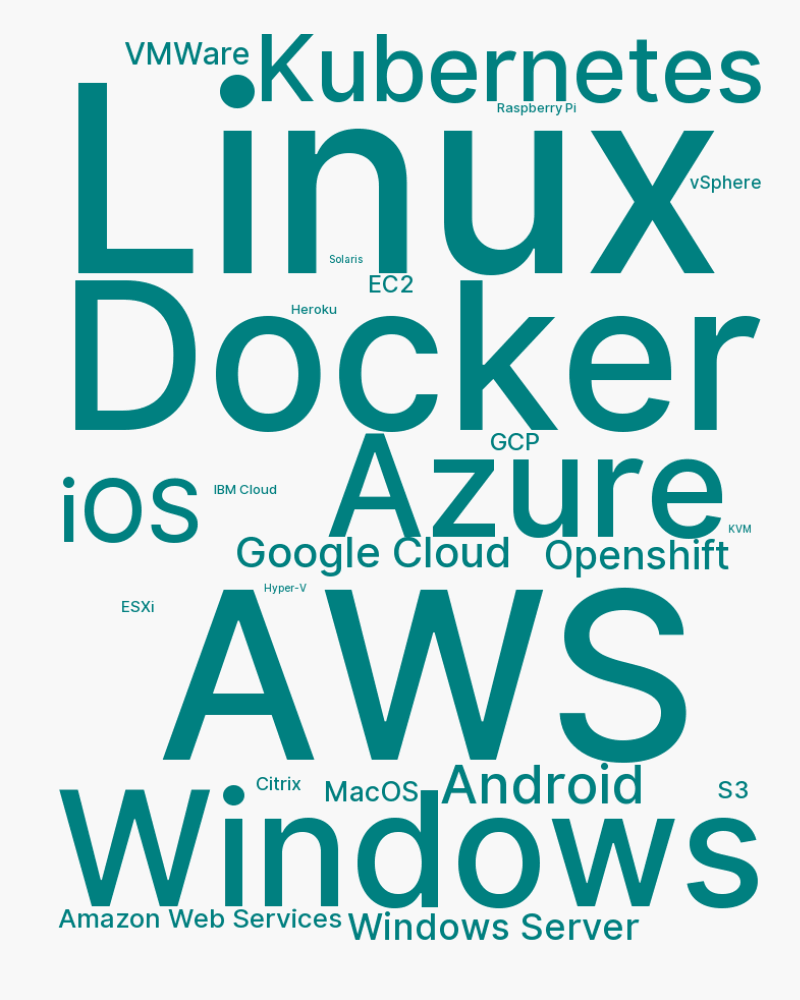 VMWare
Kubernetes
Raspberry Pi
Linux
vSphere
Solaris
EC2
Heroku
Docker
GCP
Azure
iOS
IBM Cloud
KVM
Google Cloud
Openshift
Hyper-V
ESXi
AWS
Citrix
MacOS
Android
S3
Windows
Amazon Web Services
Windows Server